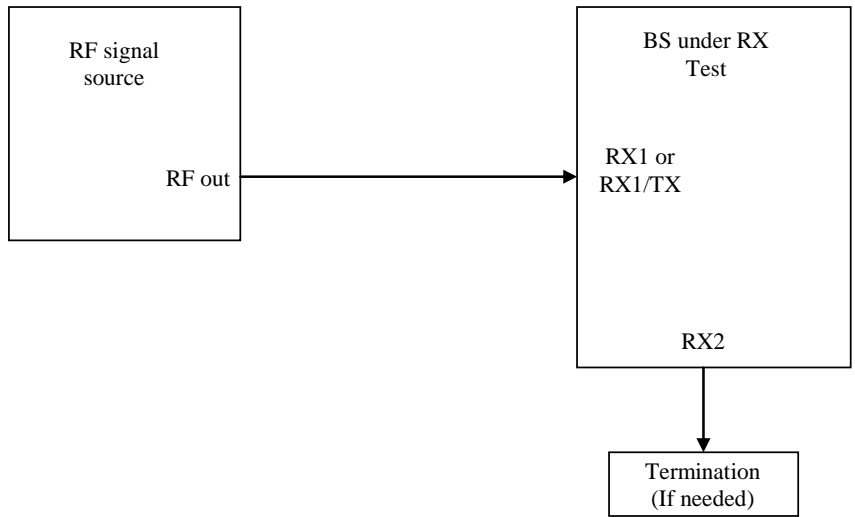 RF signal
source
RF out
BS under RX
Test
RX1 or
RX1/TX
RX2
Termination
(If needed)